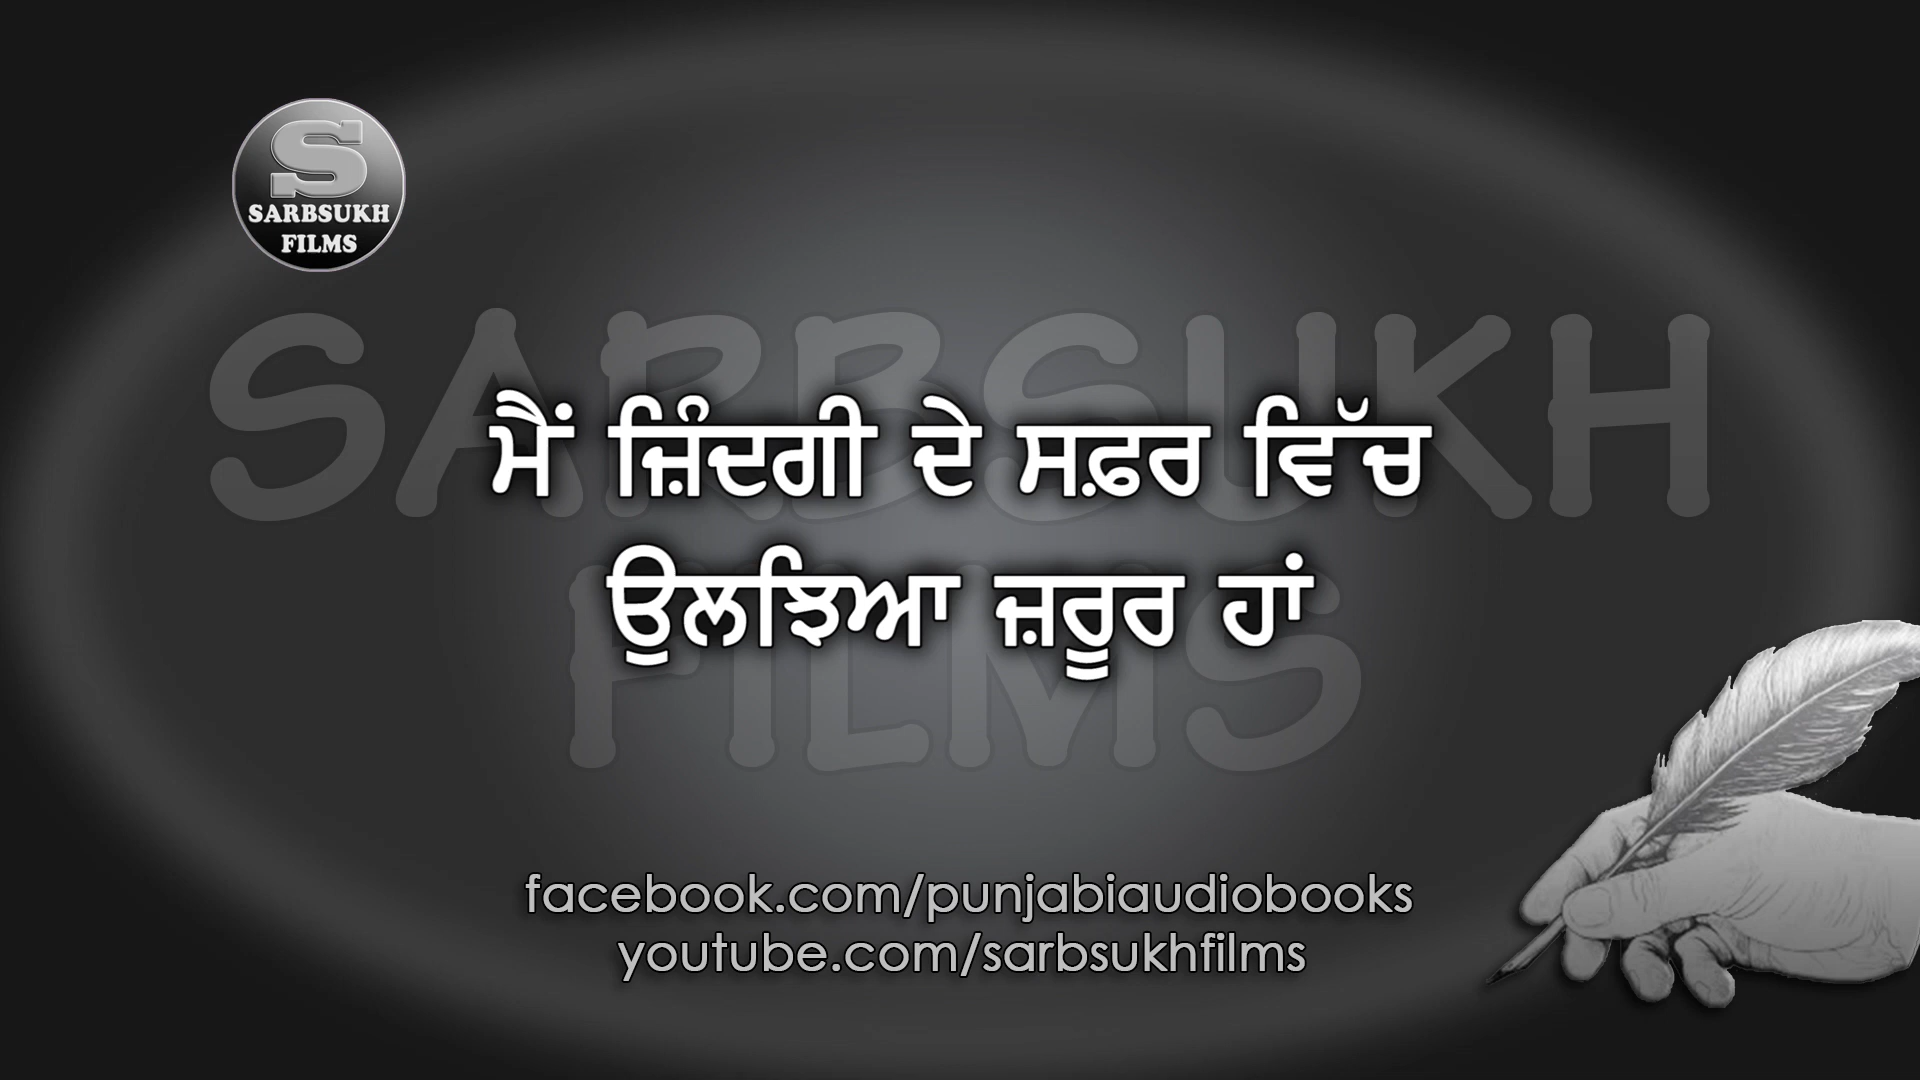 S
SARBSUKH
FILMS
SARBSUKH
ਮੈਂ ਜ਼ਿੰਦਗੀ ਦੇ ਸਫ਼ਰ ਵਿੱਚ
ਉਲਝਿਆ ਜ਼ਰੂਰ ਹਾਂ
FILMS
facebook.com/punjabiaudiobooks
youtube.com/sarbsukhfilms